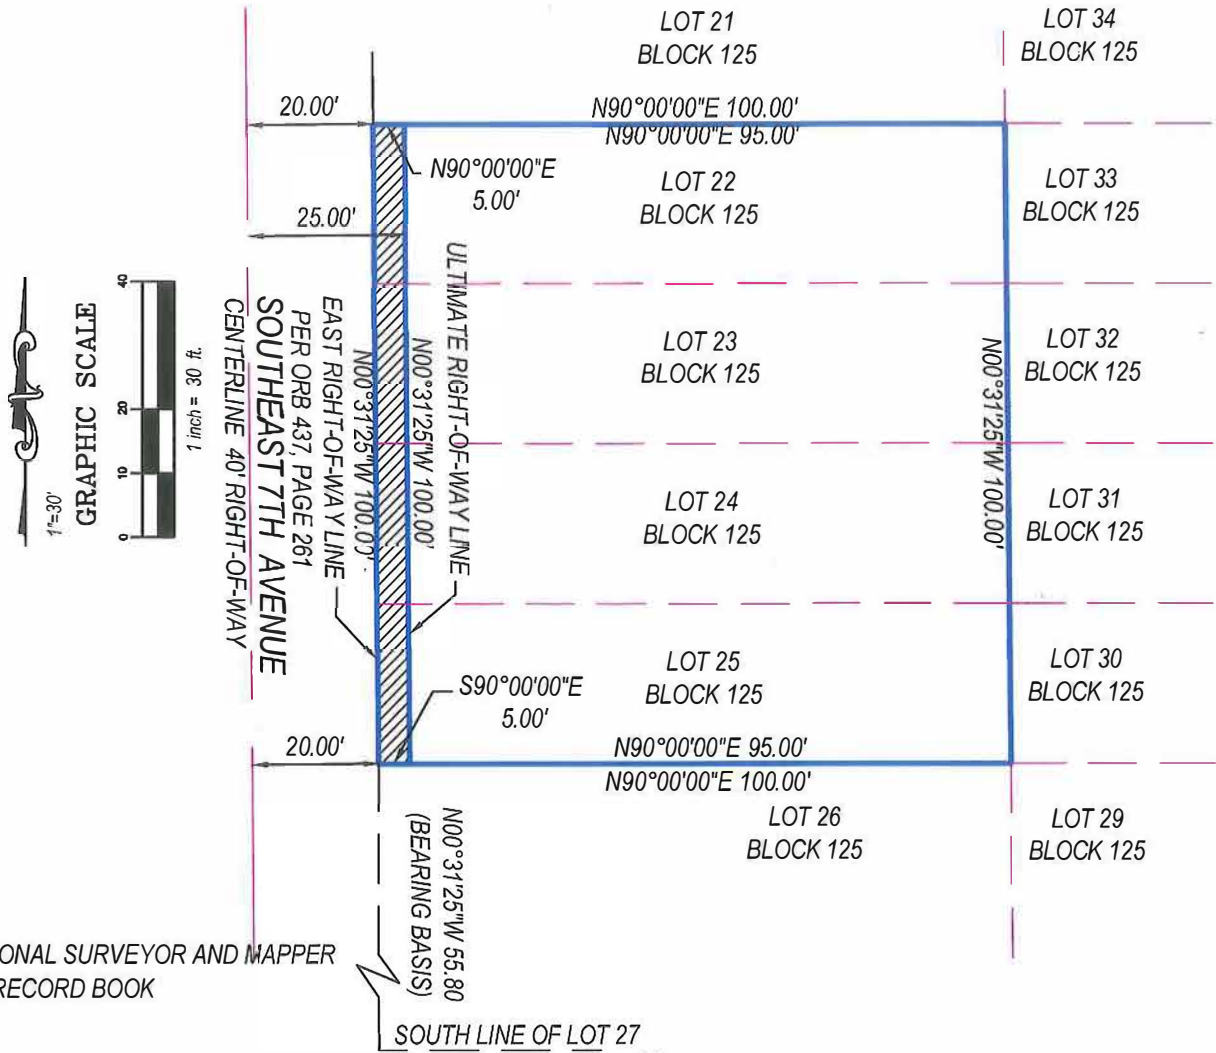 LOT 21
BLOCK 125
LOT 34
BLOCK 125
20.00'
N90°00'00"E 100.00'
N90°00'00"E 95.00'
N90°00'00"E
5.00'
LOT 22
BLOCK 125
LOT 33
BLOCK 125
25.00'
ULTIMATE RIGHT-OF-WAY LINE
N00°31'25"W 100.00'
N00°31'25"W 100.00'
EAST RIGHT-OF-WAY LINE
PER ORB 437, PAGE 261
SOUTHEAST 7TH AVENUE
CENTERLINE 40' RIGHT-OF-WAY
1 inch = 30 ft.
40
20
10
0
GRAPHIC SCALE
1"=30'
LOT 23
BLOCK 125
LOT 32
BLOCK 125
N00°31'25"W 100.00'
LOT 24
BLOCK 125
LOT 31
BLOCK 125
LOT 25
BLOCK 125
LOT 30
BLOCK 125
S90°00'00"E
5.00'
20.00'
N90°00'00"E 95.00'
N90°00'00"E 100.00'
LOT 26
BLOCK 125
LOT 29
BLOCK 125
N00°31'25"W 55.80
(BEARING BASIS)
ONAL SURVEYOR AND MAPPER
RECORD BOOK
SOUTH LINE OF LOT 27